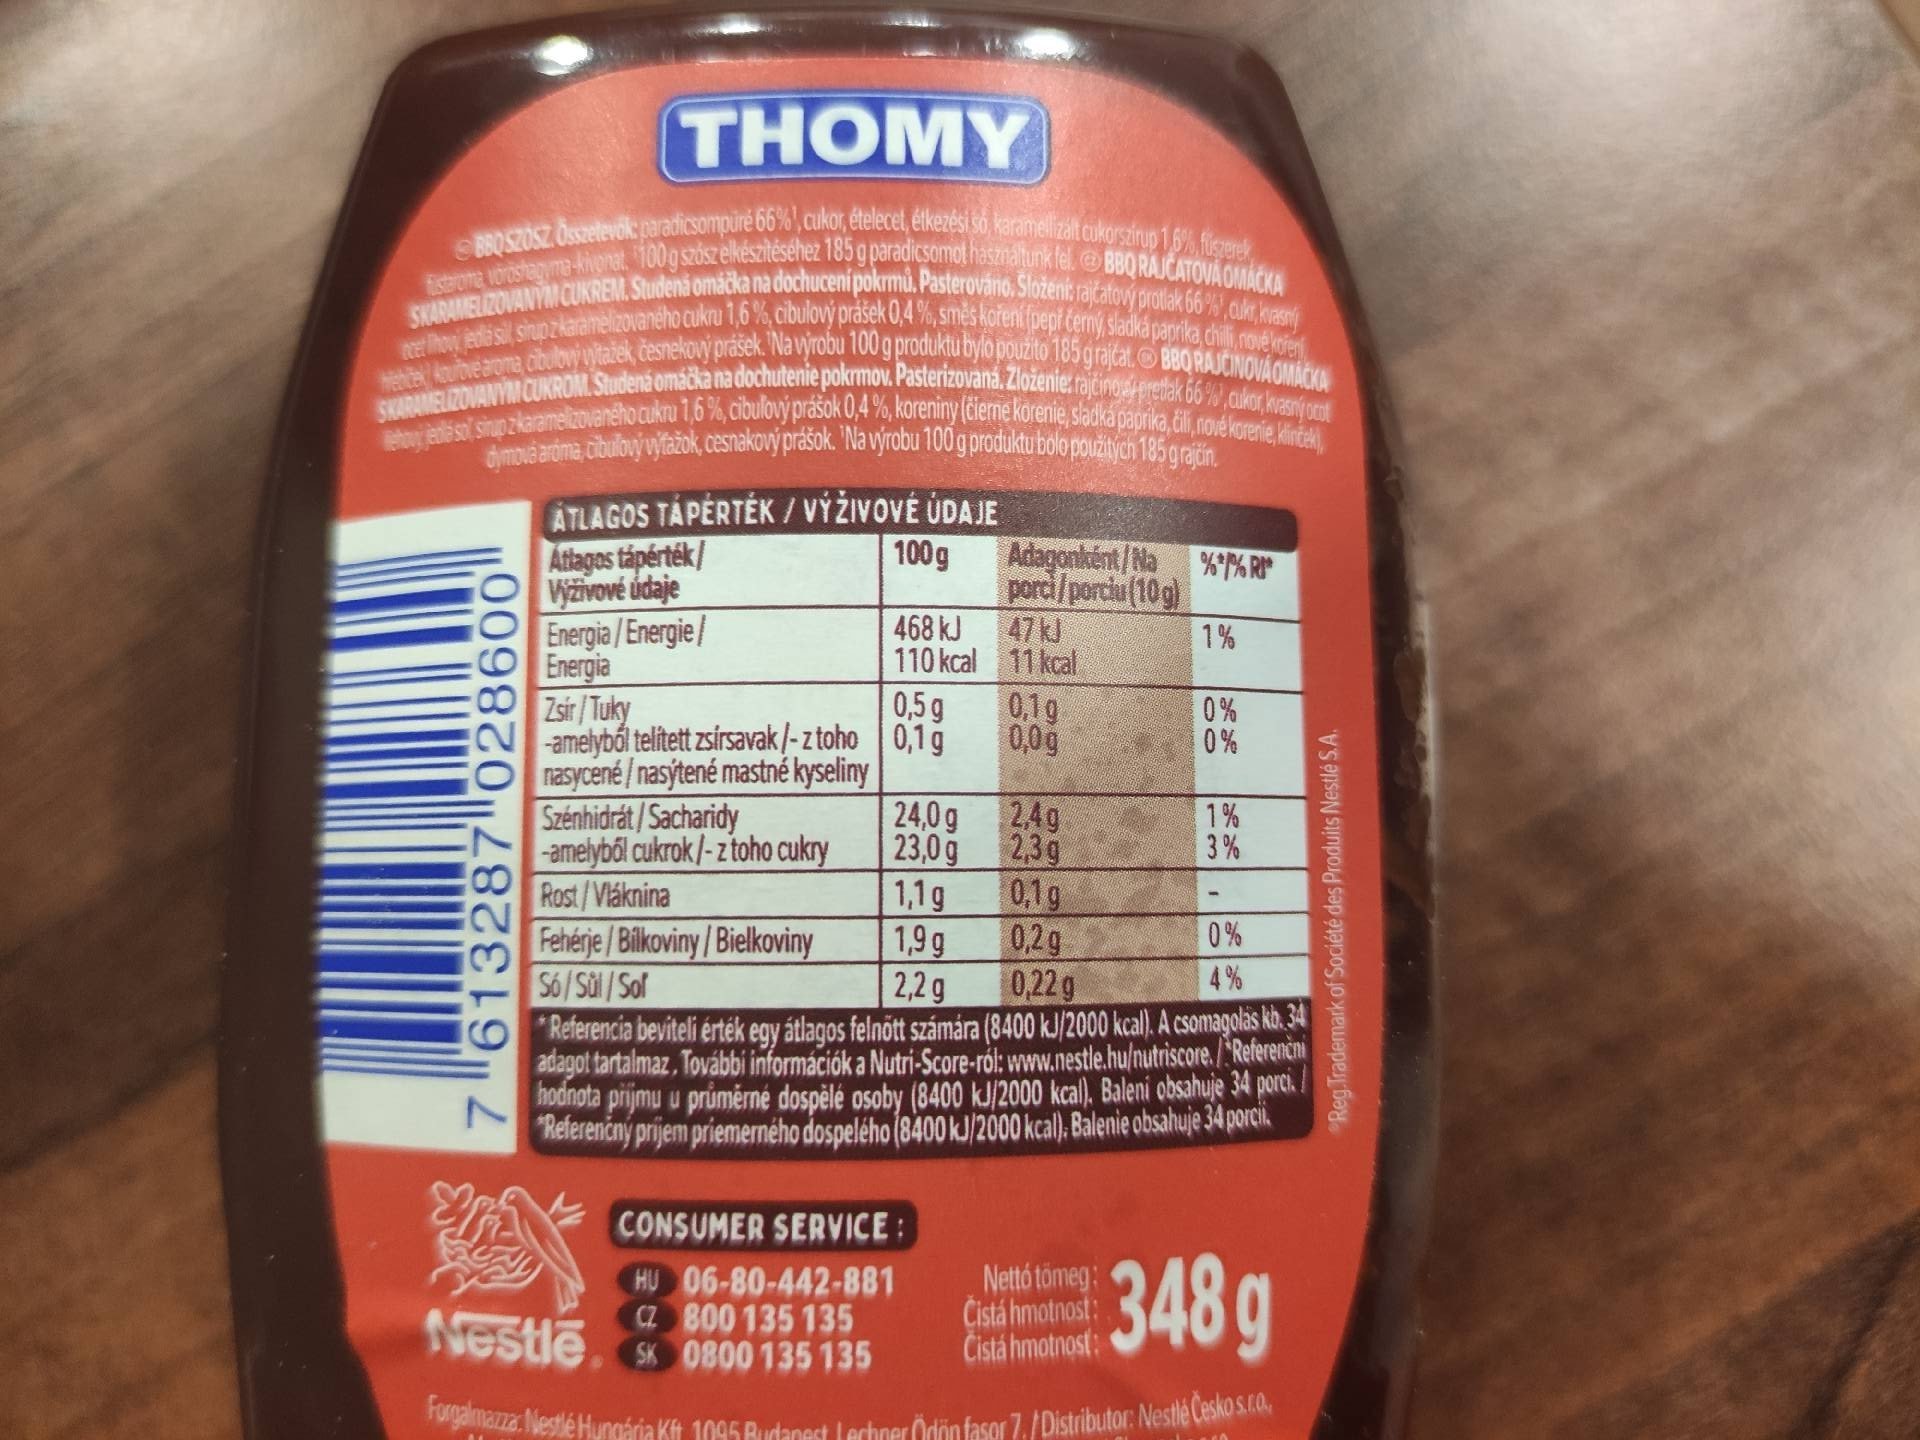 THOMY
BBQ SZÓSZ. Összetevők: paradicsompüré 66%¹, cukor, ételecet, étkezési só, karamellizált cukorszirup 1,6%, fűszerek,
füstaroma, vöröshagyma-kivonat. ¹100 g szósz elkészítéséhez 185 g paradicsomot használtunk fel. CZ BBQ RAJČATOVÁ OMÁČKA
S KARAMELIZOVANÝM CUKREM. Studená omáčka na dochucení pokrmů. Pasterováno. Složení: rajčatový protlak 66 %¹, cukr, kvasný
ocet lihový, jedlá sůl, sirup z karamelizovaného cukru 1,6 %, cibulový prášek 0,4 %, směs koření (pepř černý, sladká paprika, chilli, nové koření,
hřebíček), kouřové aroma, cibulový výtažek, česnekový prášek. ¹Na výrobu 100 g produktu bylo použito 185 g rajčat. BBQ RAJČINOVÁ OMÁČKA
S KARAMELIZOVANÝM CUKROM. Studená omáčka na dochutenie pokrmov. Pasterizovaná. Zloženie: rajčinový pretlak 66 %¹, cukor, kvasný ocot
liehový, jedlá soľ, sirup z karamelizovaného cukru 1,6 %, cibuľový prášok 0,4 %, koreniny (čierne korenie, sladká paprika, čili, nové korenie, klinček),
dymová aróma, cibuľový výťažok, cesnakový prášok. ¹Na výrobu 100 g produktu bolo použitých 185 g rajčín.
ÁTLAGOS TÁPÉRTÉK / VÝŽIVOVÉ ÚDAJE
Átlagos tápérték/ 100 g Adagonként/Na %*/% RI*
Výživové údaje porci/porciu (10 g)
Energia / Energie / 468 kJ 47 kJ 1 %
Energia 110 kcal 11 kcal
Zsír / Tuky 0,5 g 0,1 g 0 %
-amelyből telített zsírsavak /- z toho 0,1 g 0,0 g 0 %
nasycené / nasýtené mastné kyseliny
Szénhidrát / Sacharidy 24,0 g 2,4 g 1 %
-amelyből cukrok /- z toho cukry 23,0 g 2,3 g 3 %
Rost / Vláknina 1,1 g 0,1 g -
Fehérje / Bílkoviny / Bielkoviny 1,9 g 0,2 g 0 %
Só / Sůl / Soľ 2,2 g 0,22 g 4 %
*Referencia beviteli érték egy átlagos felnőtt számára (8400 kJ/2000 kcal). A csomagolás kb. 34
adagot tartalmaz. További információk a Nutri-Score-ról: www.nestle.hu/nutriscore. / *Referenční
hodnota příjmu u průměrné dospělé osoby (8400 kJ/2000 kcal). Balení obsahuje 34 porcí. /
*Referenčný príjem priemerného dospelého (8400 kJ/2000 kcal). Balenie obsahuje 34 porcií.
7 613287 028600
®Reg. Trademark of Société des Produits Nestlé S.A.
Nestlé
CONSUMER SERVICE :
HU 06-80-442-881
CZ 800 135 135
SK 0800 135 135
Nettó tömeg:
Čistá hmotnost:
Čistá hmotnosť:
348 g
Forgalmazza: Nestlé Hungária Kft. 1095 Budapest, Lechner Ödön fasor 7. / Distributor: Nestlé Česko s.r.o.,